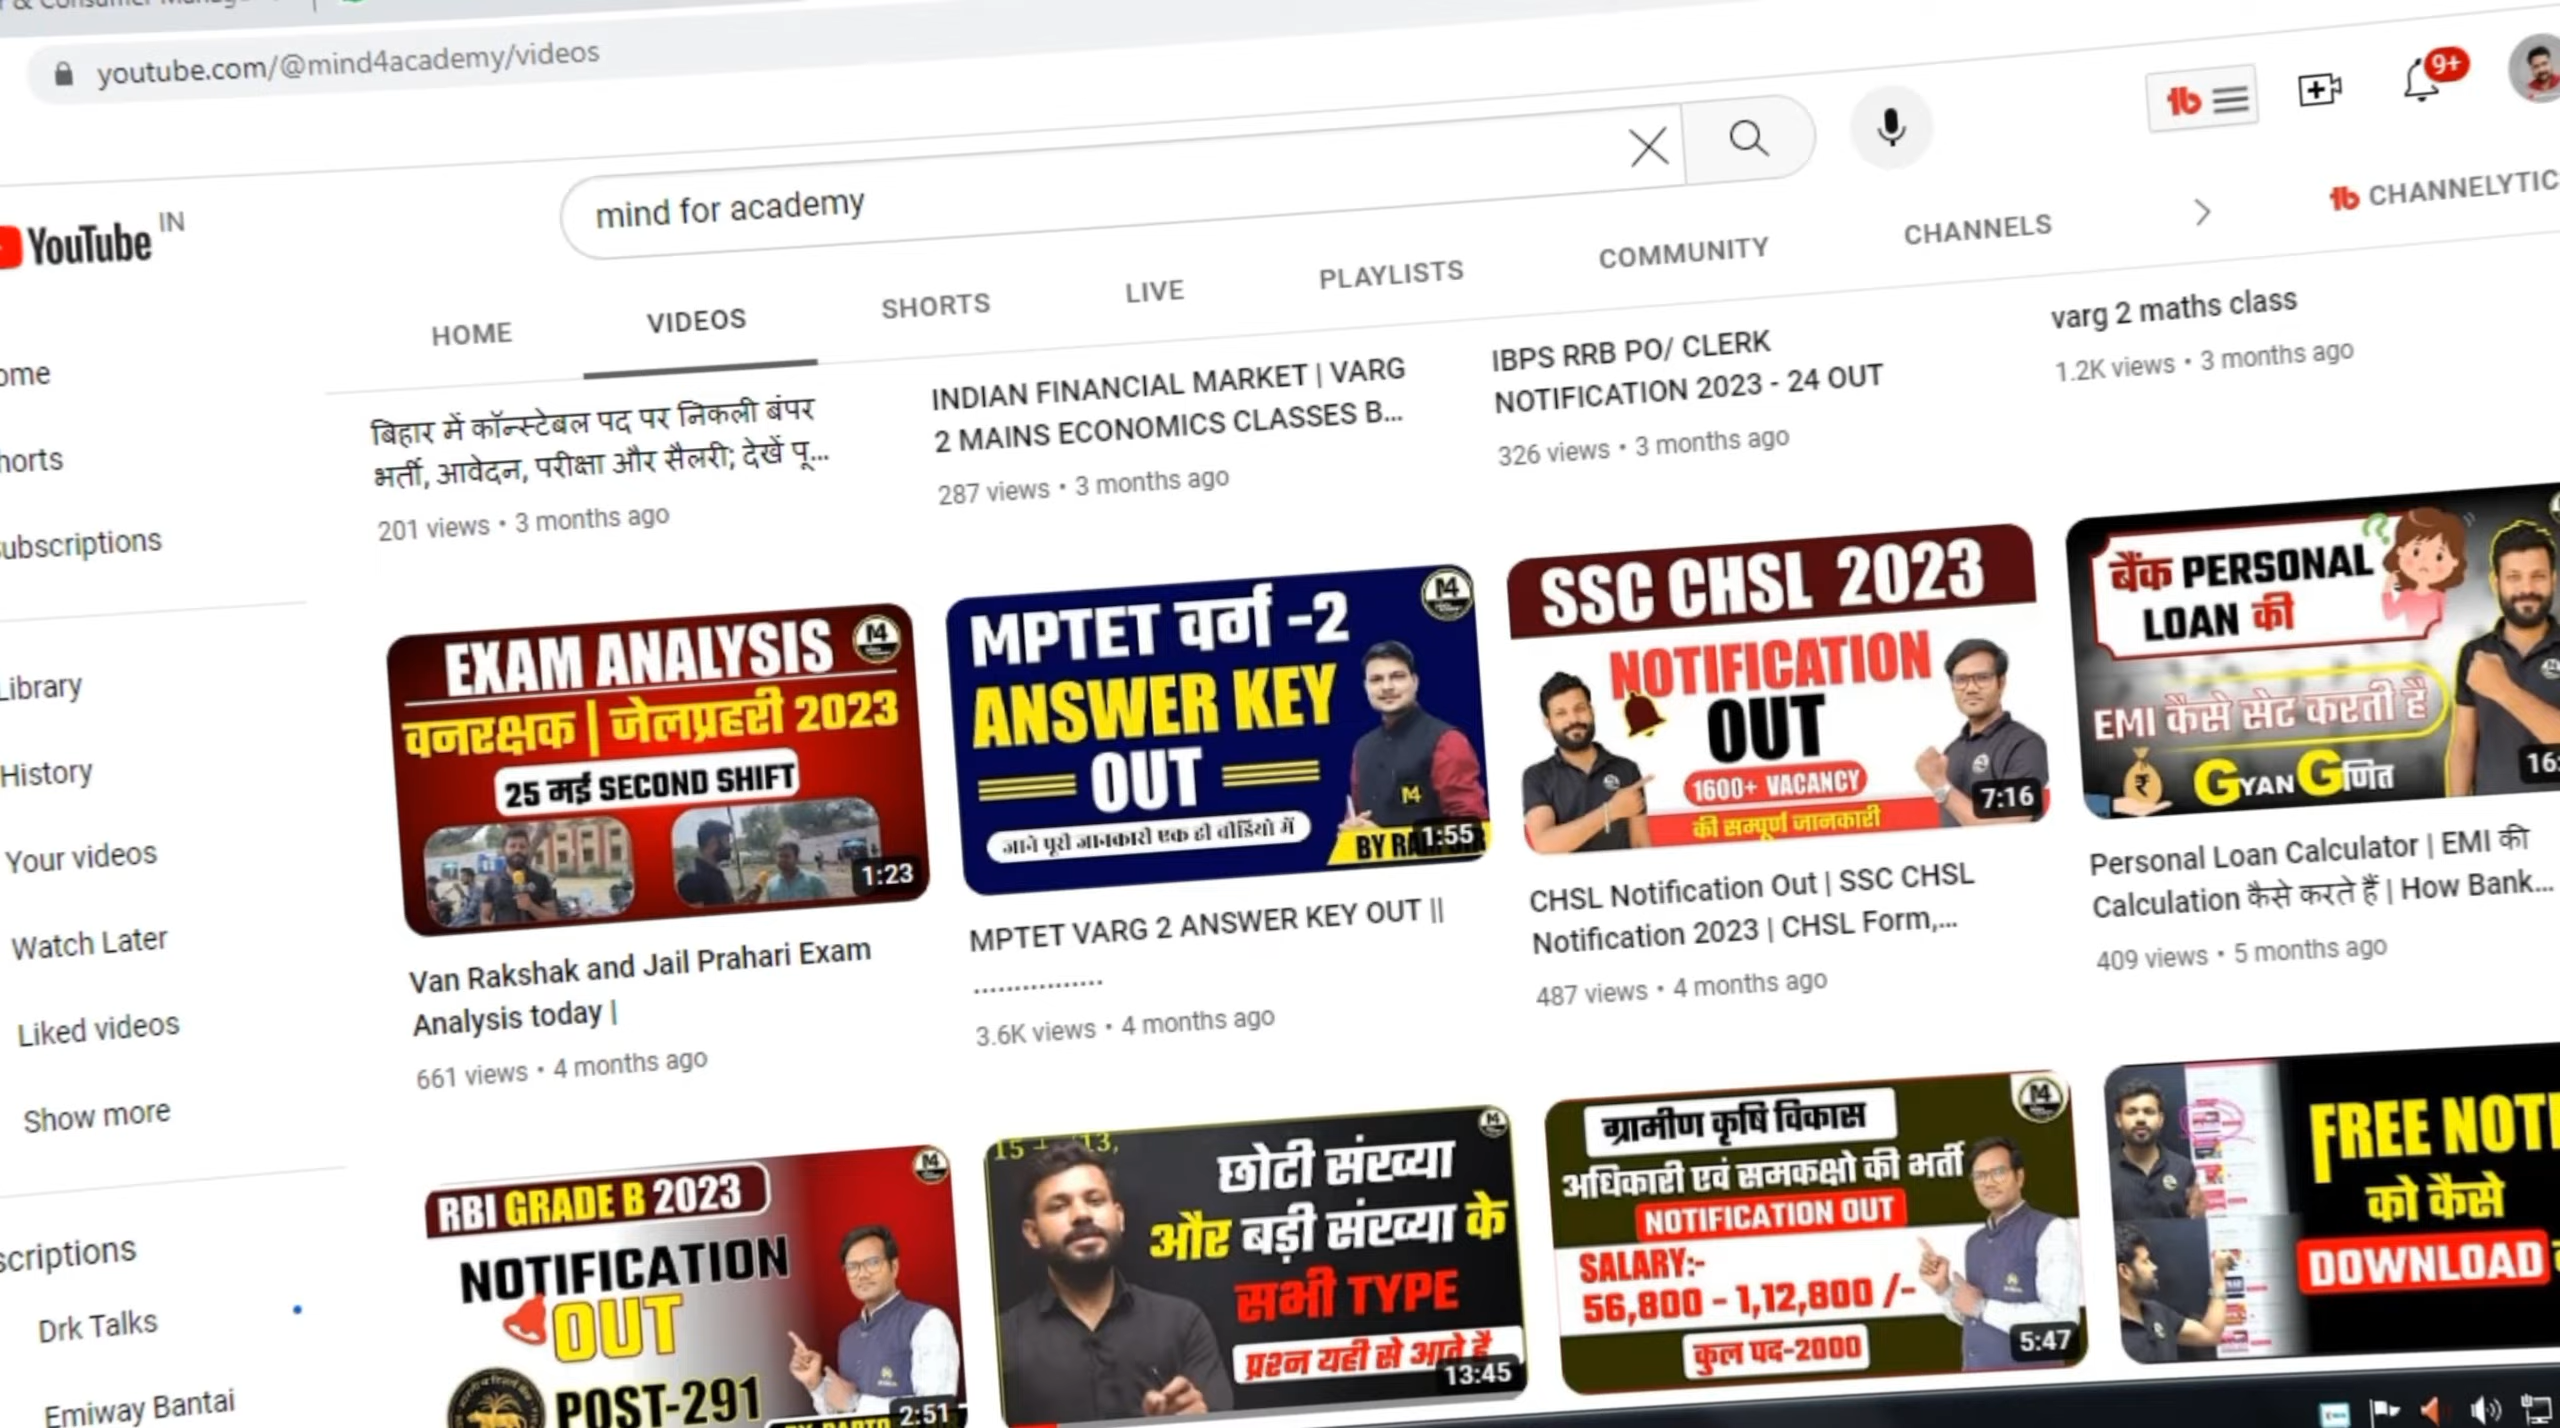 youtube.com/@mind4academy/videos
9+
YouTube IN
mind for academy
HOME
VIDEOS
SHORTS
LIVE
PLAYLISTS
COMMUNITY
CHANNELS
CHANNELYTIC
Subscriptions
Library
History
Your videos
Watch Later
Liked videos
Show more
Drk Talks
Emiway Bantai
बिहार में कॉन्स्टेबल पद पर निकली बंपर
भर्ती, आवेदन, परीक्षा और सैलरी; देखें पू...
201 views • 3 months ago
INDIAN FINANCIAL MARKET | VARG
2 MAINS ECONOMICS CLASSES B...
287 views • 3 months ago
IBPS RRB PO/ CLERK
NOTIFICATION 2023 - 24 OUT
326 views • 3 months ago
varg 2 maths class
1.2K views • 3 months ago
EXAM ANALYSIS
वनरक्षक | जेलप्रहरी 2023
25 मई SECOND SHIFT
1:23
Van Rakshak and Jail Prahari Exam
Analysis today |
661 views • 4 months ago
MPTET वर्ग -2
ANSWER KEY
OUT
जाने पूरी जानकारी एक ही वीडियो में
1:55
MPTET VARG 2 ANSWER KEY OUT ||
................
3.6K views • 4 months ago
SSC CHSL 2023
NOTIFICATION
OUT
1600+ VACANCY
की सम्पूर्ण जानकारी
7:16
CHSL Notification Out | SSC CHSL
Notification 2023 | CHSL Form,...
487 views • 4 months ago
बैंक PERSONAL
LOAN की
EMI कैसे सेट करती है
GYAN Gणित
16:
Personal Loan Calculator | EMI की
Calculation कैसे करते हैं | How Bank...
409 views • 5 months ago
RBI GRADE B 2023
NOTIFICATION
OUT
POST-291
2:51
छोटी संख्या
और बड़ी संख्या के
सभी TYPE
प्रश्न यही से आते है
13:45
ग्रामीण कृषि विकास
अधिकारी एवं समकक्षो की भर्ती
NOTIFICATION OUT
SALARY:-
56,800 - 1,12,800 /-
कुल पद-2000
5:47
FREE NOT
को कैसे
DOWNLOAD